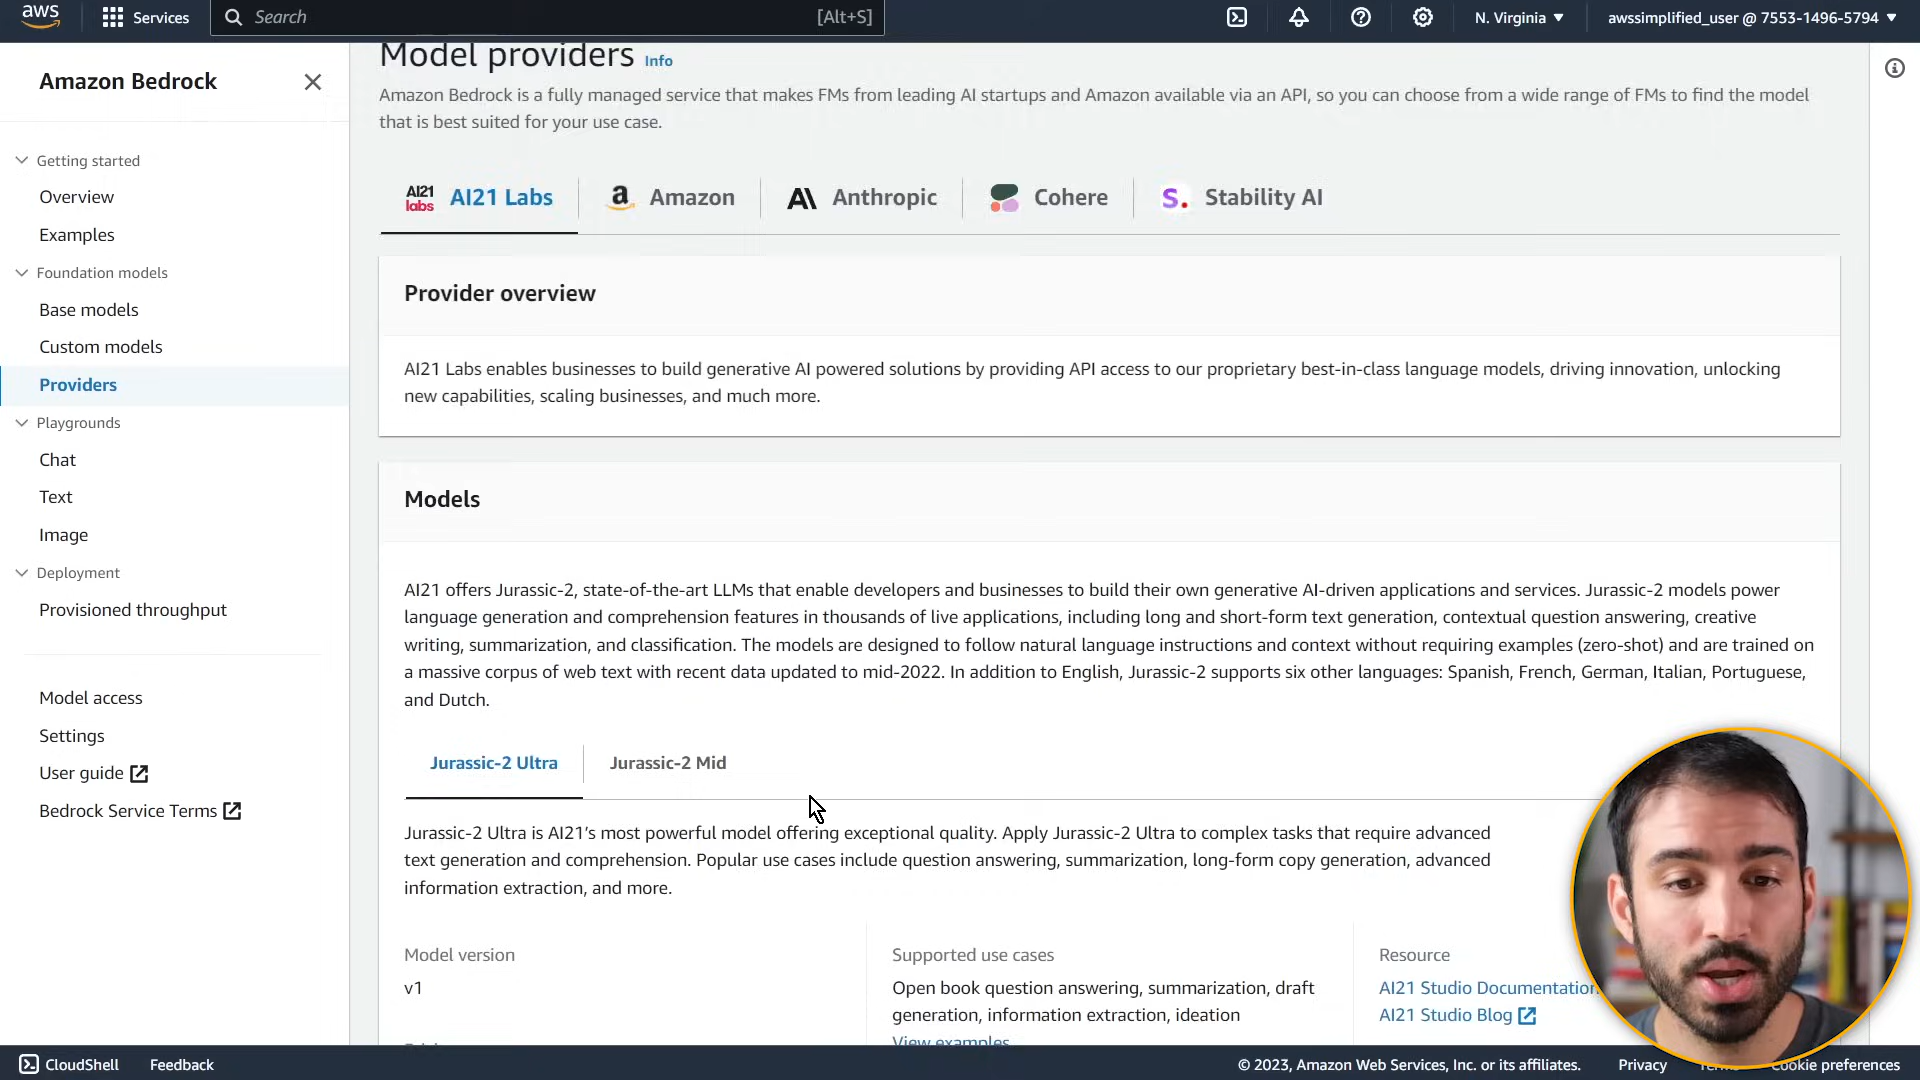 aws
Services
Search
[Alt+S]
N. Virginia
awssimplified_user @ 7553-1496-5794
Amazon Bedrock
Getting started
Overview
Examples
Foundation models
Base models
Custom models
Providers
Playgrounds
Chat
Text
Image
Deployment
Provisioned throughput
Model access
Settings
User guide
Bedrock Service Terms
Model providers Info
Amazon Bedrock is a fully managed service that makes FMs from leading AI startups and Amazon available via an API, so you can choose from a wide range of FMs to find the model
that is best suited for your use case.
AI21 labs AI21 Labs
a Amazon
Anthropic
Cohere
S. Stability AI
Provider overview
AI21 Labs enables businesses to build generative AI powered solutions by providing API access to our proprietary best-in-class language models, driving innovation, unlocking
new capabilities, scaling businesses, and much more.
Models
AI21 offers Jurassic-2, state-of-the-art LLMs that enable developers and businesses to build their own generative AI-driven applications and services. Jurassic-2 models power
language generation and comprehension features in thousands of live applications, including long and short-form text generation, contextual question answering, creative
writing, summarization, and classification. The models are designed to follow natural language instructions and context without requiring examples (zero-shot) and are trained on
a massive corpus of web text with recent data updated to mid-2022. In addition to English, Jurassic-2 supports six other languages: Spanish, French, German, Italian, Portuguese,
and Dutch.
Jurassic-2 Ultra
Jurassic-2 Mid
Jurassic-2 Ultra is AI21’s most powerful model offering exceptional quality. Apply Jurassic-2 Ultra to complex tasks that require advanced
text generation and comprehension. Popular use cases include question answering, summarization, long-form copy generation, advanced
information extraction, and more.
Model version
v1
Supported use cases
Open book question answering, summarization, draft
generation, information extraction, ideation
View examples
Resource
AI21 Studio Documentation
AI21 Studio Blog
CloudShell
Feedback
© 2023, Amazon Web Services, Inc. or its affiliates.
Privacy
Terms
Cookie preferences